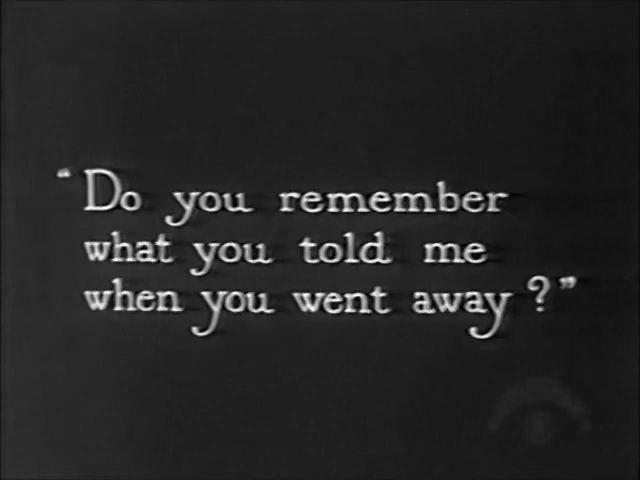 “Do you remember
what you told me
when you went away?”